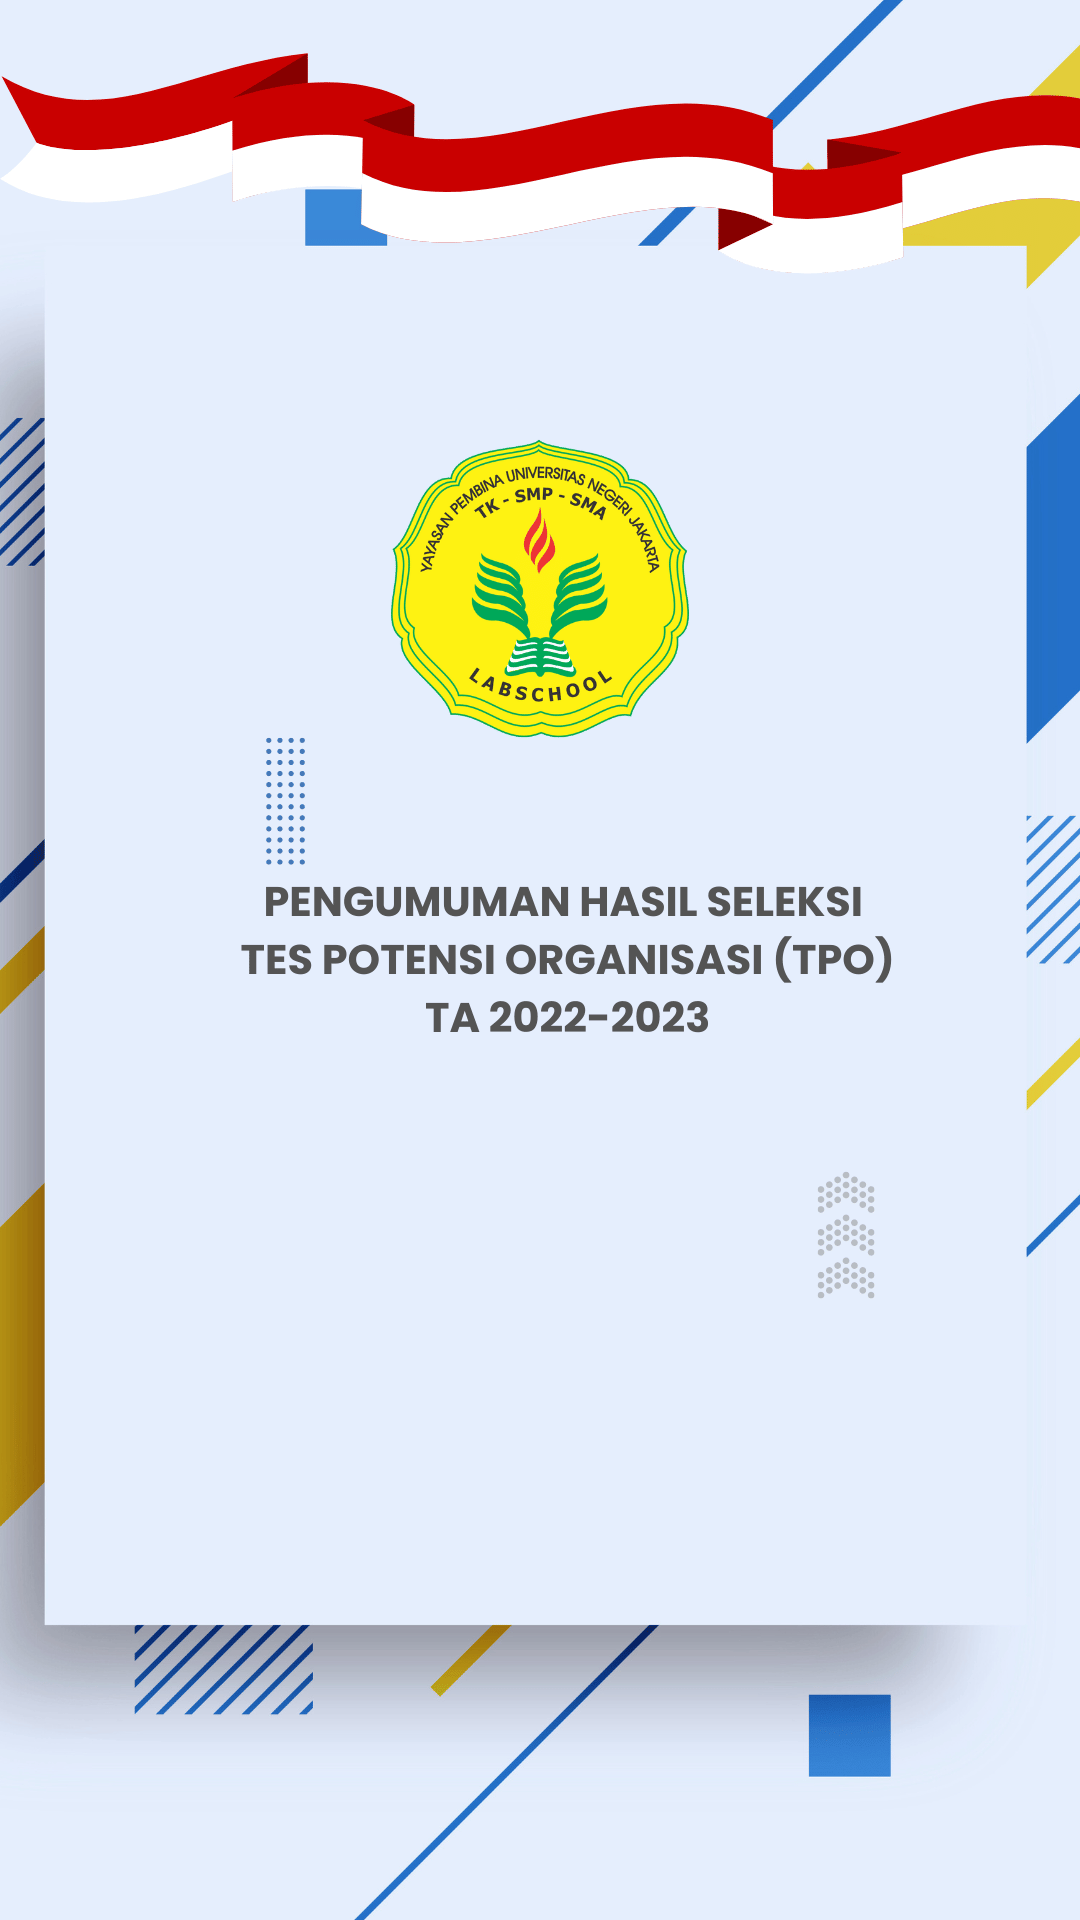 YAYASAN PEMBINA UNIVERSITAS NEGERI JAKARTA
TK - SMP - SMA
LABSCHOOL
PENGUMUMAN HASIL SELEKSI
TES POTENSI ORGANISASI (TPO)
TA 2022-2023